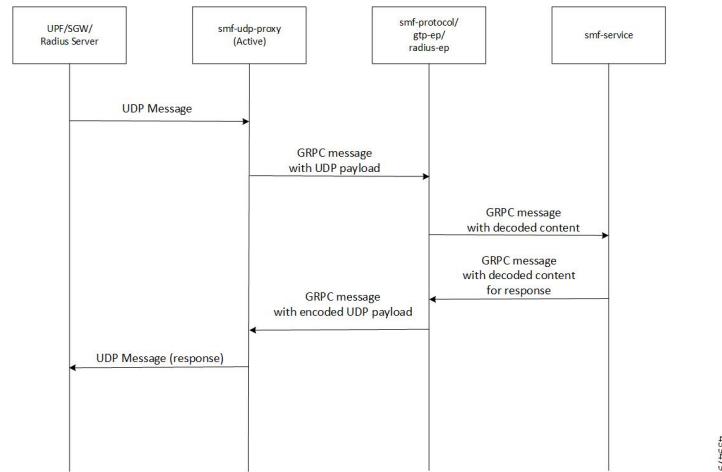 UPF/SGW/
Radius Server
smf-udp-proxy
(Active)
smf-protocol/
gtp-ep/
radius-ep
smf-service
UDP Message
GRPC message
with UDP payload
GRPC message
with decoded content
GRPC message
with decoded content
for response
GRPC message
with encoded UDP payload
UDP Message (response)